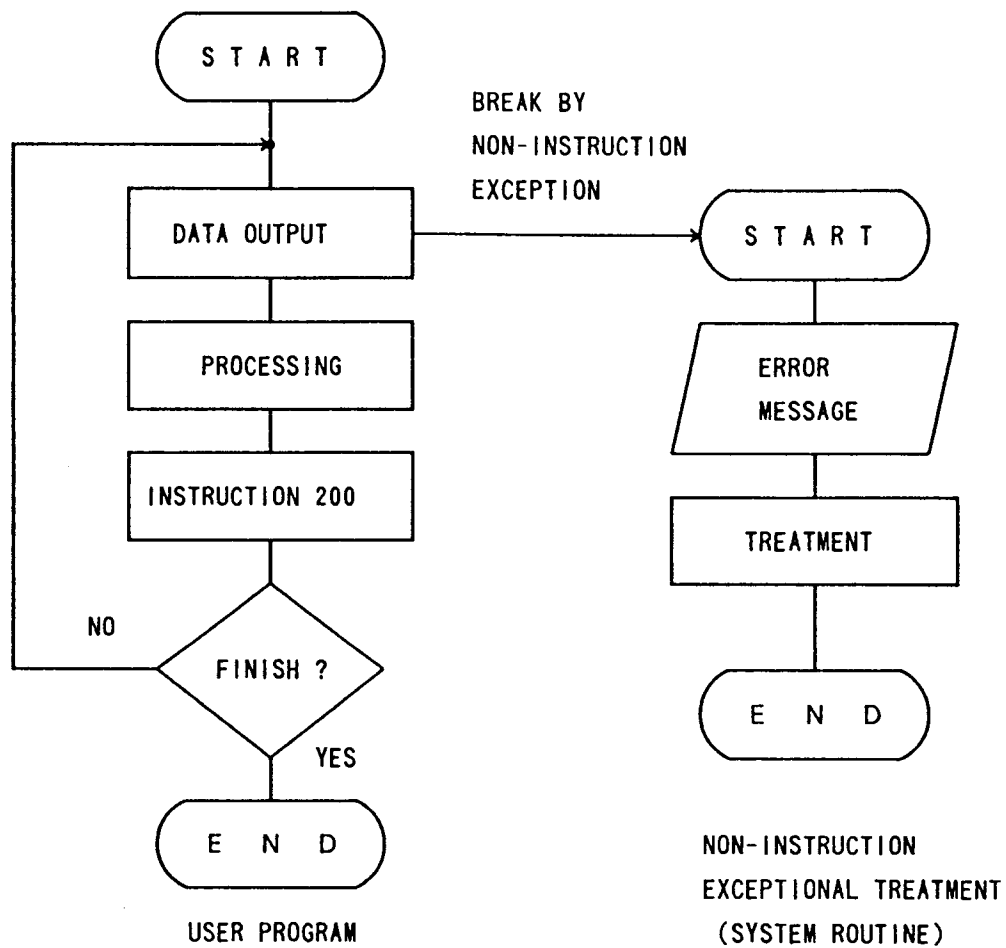 START
DATA OUTPUT
PROCESSING
INSTRUCTION 200
NO
FINISH ?
YES
END
USER PROGRAM
BREAK BY
NON-INSTRUCTION
EXCEPTION
START
ERROR
MESSAGE
TREATMENT
END
NON-INSTRUCTION
EXCEPTIONAL TREATMENT
(SYSTEM ROUTINE)